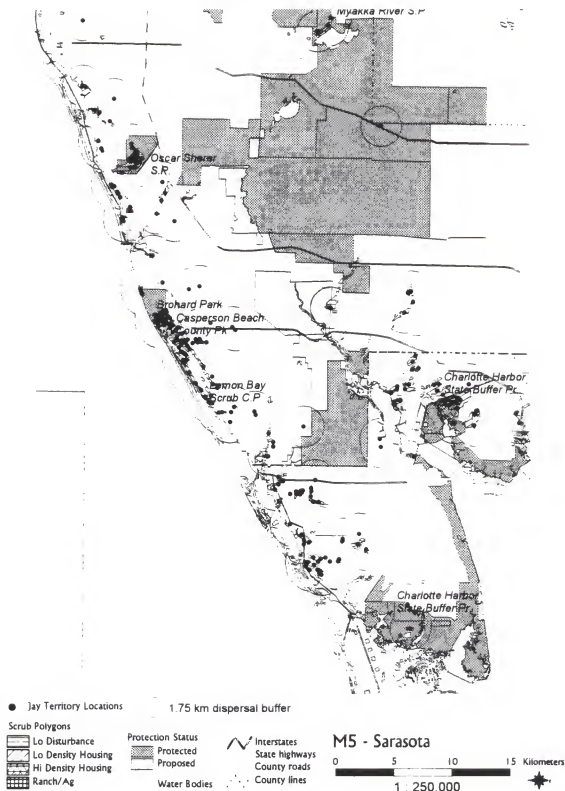 Myakka River S.P
Oscar Sherer
S.R.
Brohard Park
Casperson Beach
County Pk
Lemon Bay
Scrub C.P
Charlotte Harbor
State Buffer Pr.
Charlotte Harbor
State Buffer Pr.
Jay Territory Locations
1.75 km dispersal buffer
Scrub Polygons
Lo Disturbance
Lo Density Housing
Hi Density Housing
Ranch/Ag
Protection Status
Protected
Proposed
Water Bodies
Interstates
State highways
County roads
County lines
M5 - Sarasota
0 5 10 15 Kilometers
1:250,000